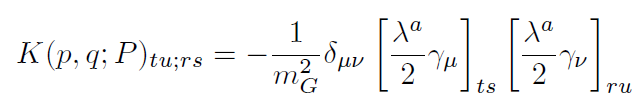 K(p, q; P)_{tu;rs} = -\frac{1}{m_G^2} \delta_{\mu\nu} \left[ \frac{\lambda^a}{2} \gamma_\mu \right]_{ts} \left[ \frac{\lambda^a}{2} \gamma_\nu \right]_{ru}